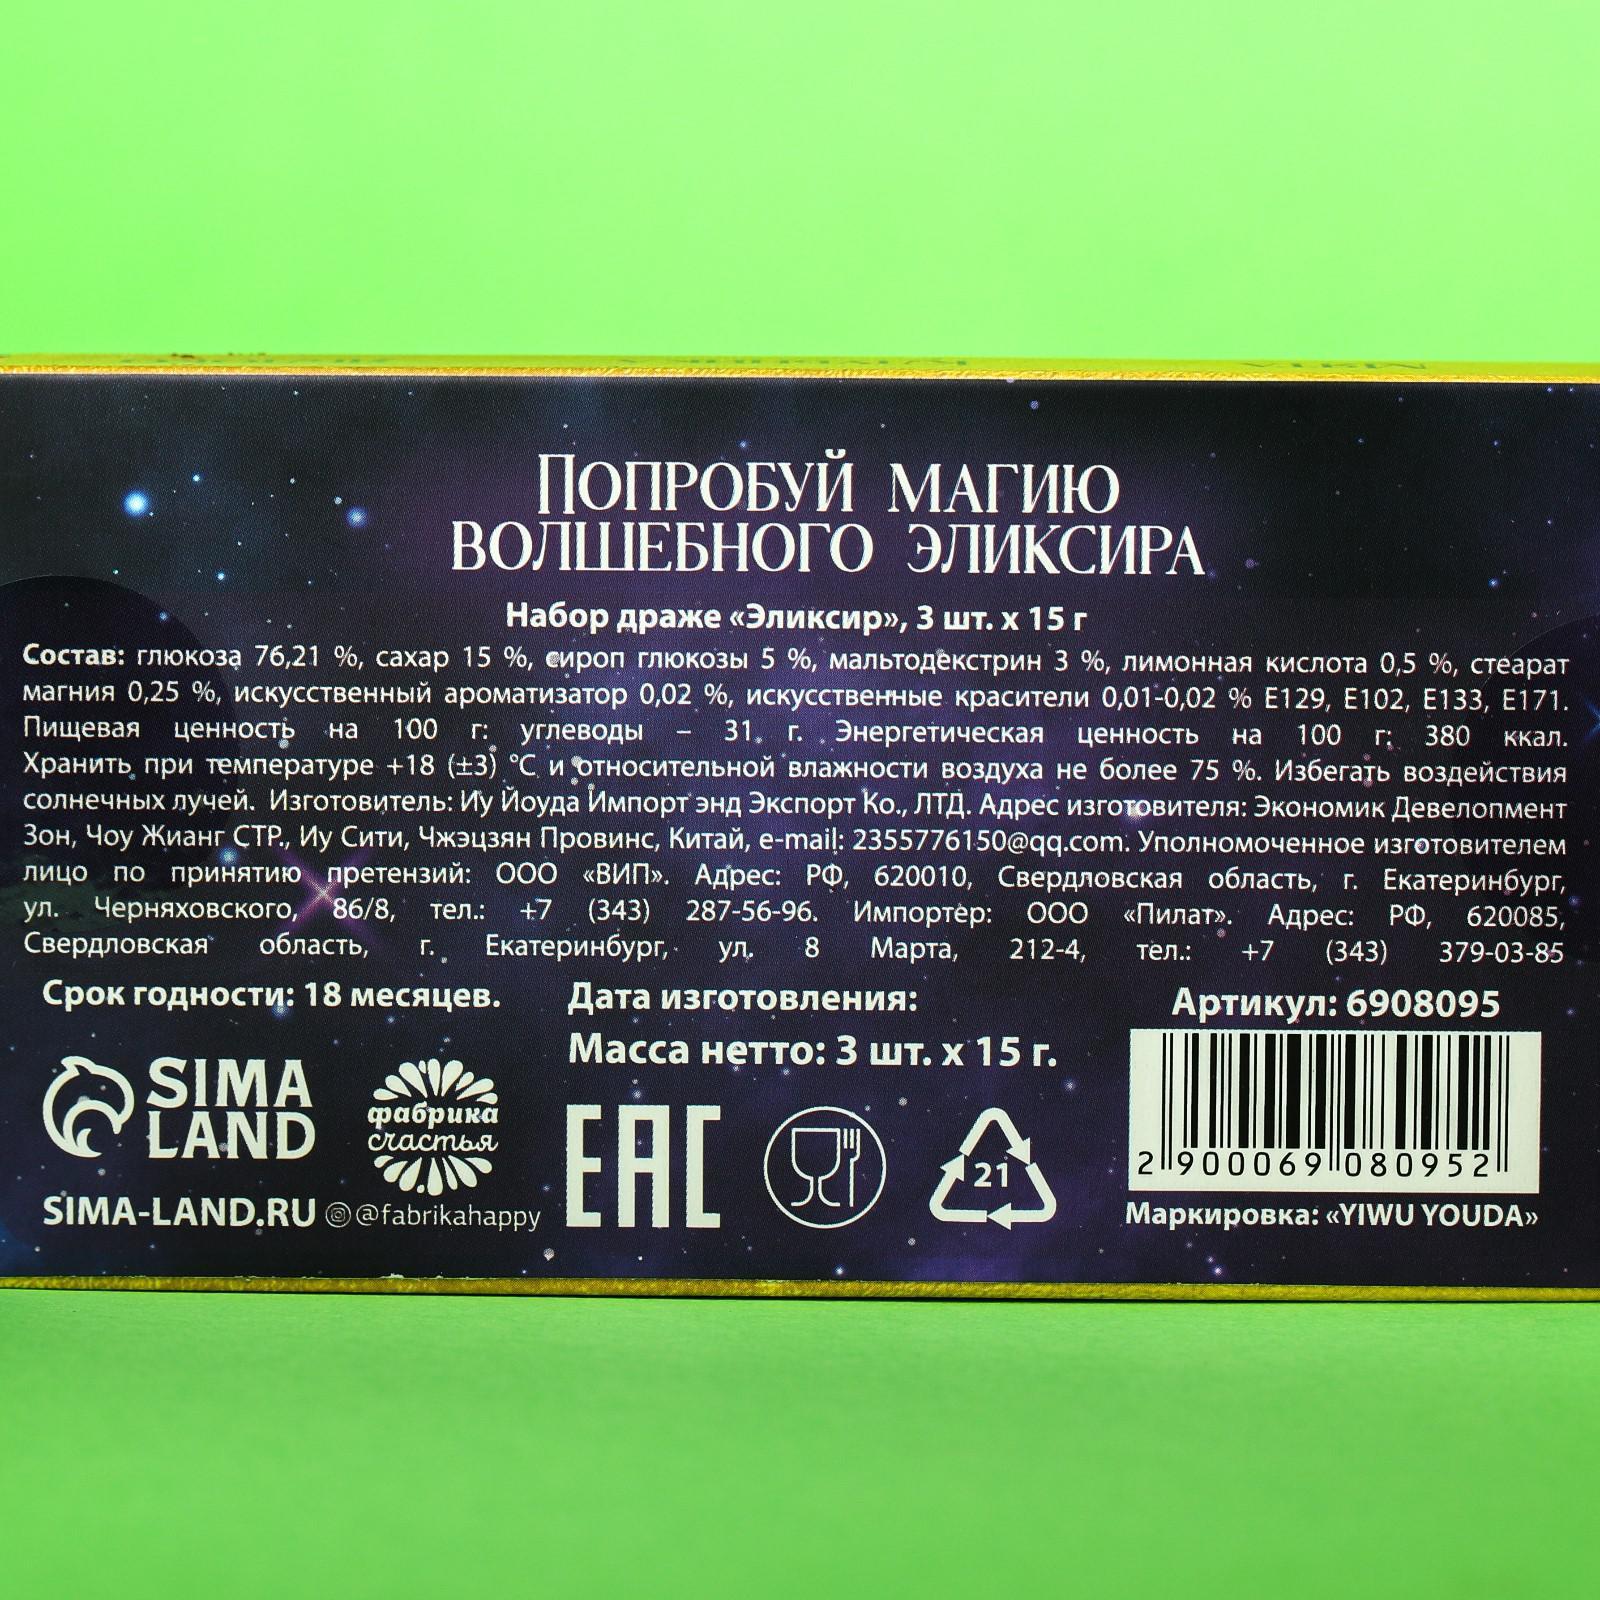 Попробуй магию
волшебного эликсира
Набор драже «Эликсир», 3 шт. х 15 г
Состав: глюкоза 76,21 %, сахар 15 %, сироп глюкозы 5 %, мальтодекстрин 3 %, лимонная кислота 0,5 %, стеарат
магния 0,25 %, искусственный ароматизатор 0,02 %, искусственные красители 0,01-0,02 % Е129, Е102, Е133, Е171.
Пищевая ценность на 100 г: углеводы – 31 г. Энергетическая ценность на 100 г: 380 ккал.
Хранить при температуре +18 (±3) °С и относительной влажности воздуха не более 75 %. Избегать воздействия
солнечных лучей. Изготовитель: Иу Йоуда Импорт энд Экспорт Ко., ЛТД. Адрес изготовителя: Экономик Девелопмент
Зон, Чоу Жианг СТР., Иу Сити, Чжэцзян Провинс, Китай, e-mail: 2355776150@qq.com. Уполномоченное изготовителем
лицо по принятию претензий: ООО «ВИП». Адрес: РФ, 620010, Свердловская область, г. Екатеринбург,
ул. Черняховского, 86/8, тел.: +7 (343) 287-56-96. Импортер: ООО «Пилат». Адрес: РФ, 620085,
Свердловская область, г. Екатеринбург, ул. 8 Марта, 212-4, тел.: +7 (343) 379-03-85
Срок годности: 18 месяцев.
Дата изготовления:
Масса нетто: 3 шт. х 15 г.
Артикул: 6908095
SIMA
LAND
фабрика
счастья
SIMA-LAND.RU @fabrikahappy
EAC
21
2 900069 080952
Маркировка: «YIWU YOUDA»